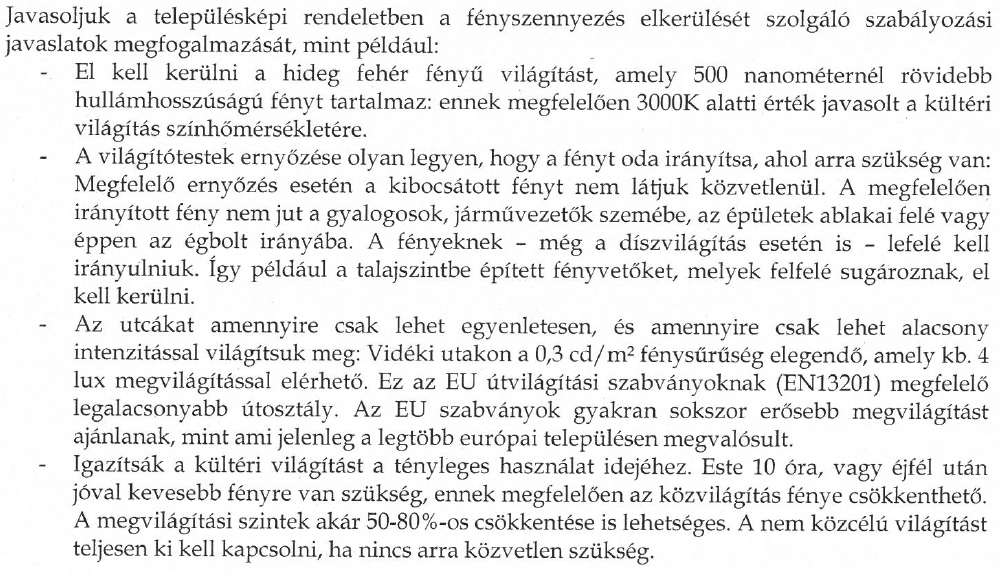 Javasoljuk a településképi rendeletben a fényszennyezés elkerülését szolgáló szabályozási
javaslatok megfogalmazását, mint például:
- El kell kerülni a hideg fehér fényű világítást, amely 500 nanométernél rövidebb
hullámhosszúságú fényt tartalmaz: ennek megfelelően 3000K alatti érték javasolt a kültéri
világítás színhőmérsékletére.
- A világítótestek ernyőzése olyan legyen, hogy a fényt oda irányítsa, ahol arra szükség van:
Megfelelő ernyőzés esetén a kibocsátott fényt nem látjuk közvetlenül. A megfelelően
irányított fény nem jut a gyalogosok, járművezetők szemébe, az épületek ablakai felé vagy
éppen az égbolt irányába. A fényeknek – még a díszvilágítás esetén is – lefelé kell
irányulniuk. Így például a talajszintbe épített fényvetőket, melyek felfelé sugároznak, el
kell kerülni.
- Az utcákat amennyire csak lehet egyenletesen, és amennyire csak lehet alacsony
intenzitással világítsuk meg: Vidéki utakon a 0,3 cd/m² fénysűrűség elegendő, amely kb. 4
lux megvilágítással elérhető. Ez az EU útvilágítási szabványoknak (EN13201) megfelelő
legalacsonyabb útosztály. Az EU szabványok gyakran sokszor erősebb megvilágítást
ajánlanak, mint ami jelenleg a legtöbb európai településen megvalósult.
- Igazítsák a kültéri világítást a tényleges használat idejéhez. Este 10 óra, vagy éjfél után
jóval kevesebb fényre van szükség, ennek megfelelően az közvilágítás fénye csökkenthető.
A megvilágítási szintek akár 50-80%-os csökkentése is lehetséges. A nem közcélú világítást
teljesen ki kell kapcsolni, ha nincs arra közvetlen szükség.